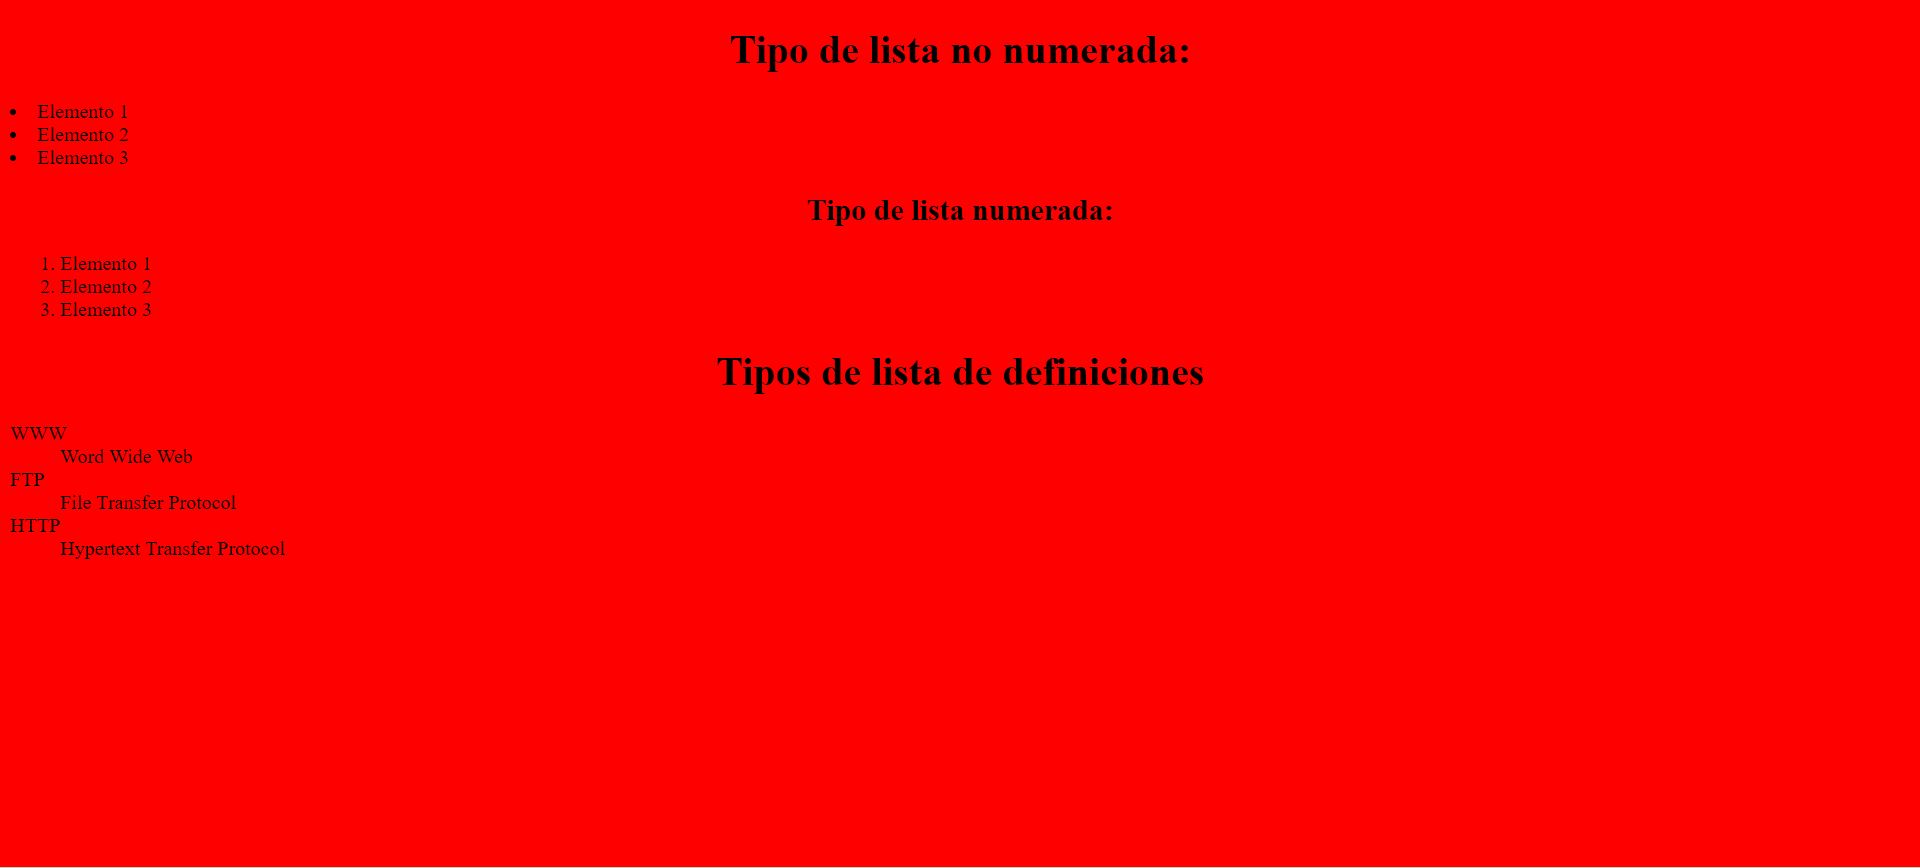 Tipo de lista no numerada:
• Elemento 1
• Elemento 2
• Elemento 3
Tipo de lista numerada:
1. Elemento 1
2. Elemento 2
3. Elemento 3
Tipos de lista de definiciones
WWW
Word Wide Web
FTP
File Transfer Protocol
HTTP
Hypertext Transfer Protocol